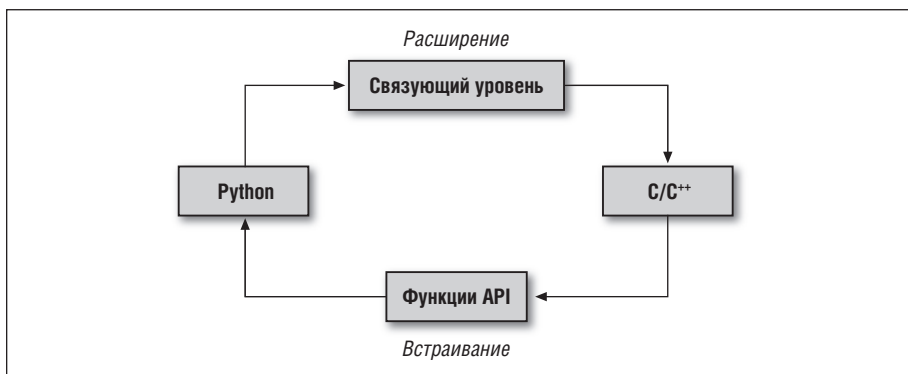 Расширение
Связующий уровень
Python
C/C++
Функции API
Встраивание